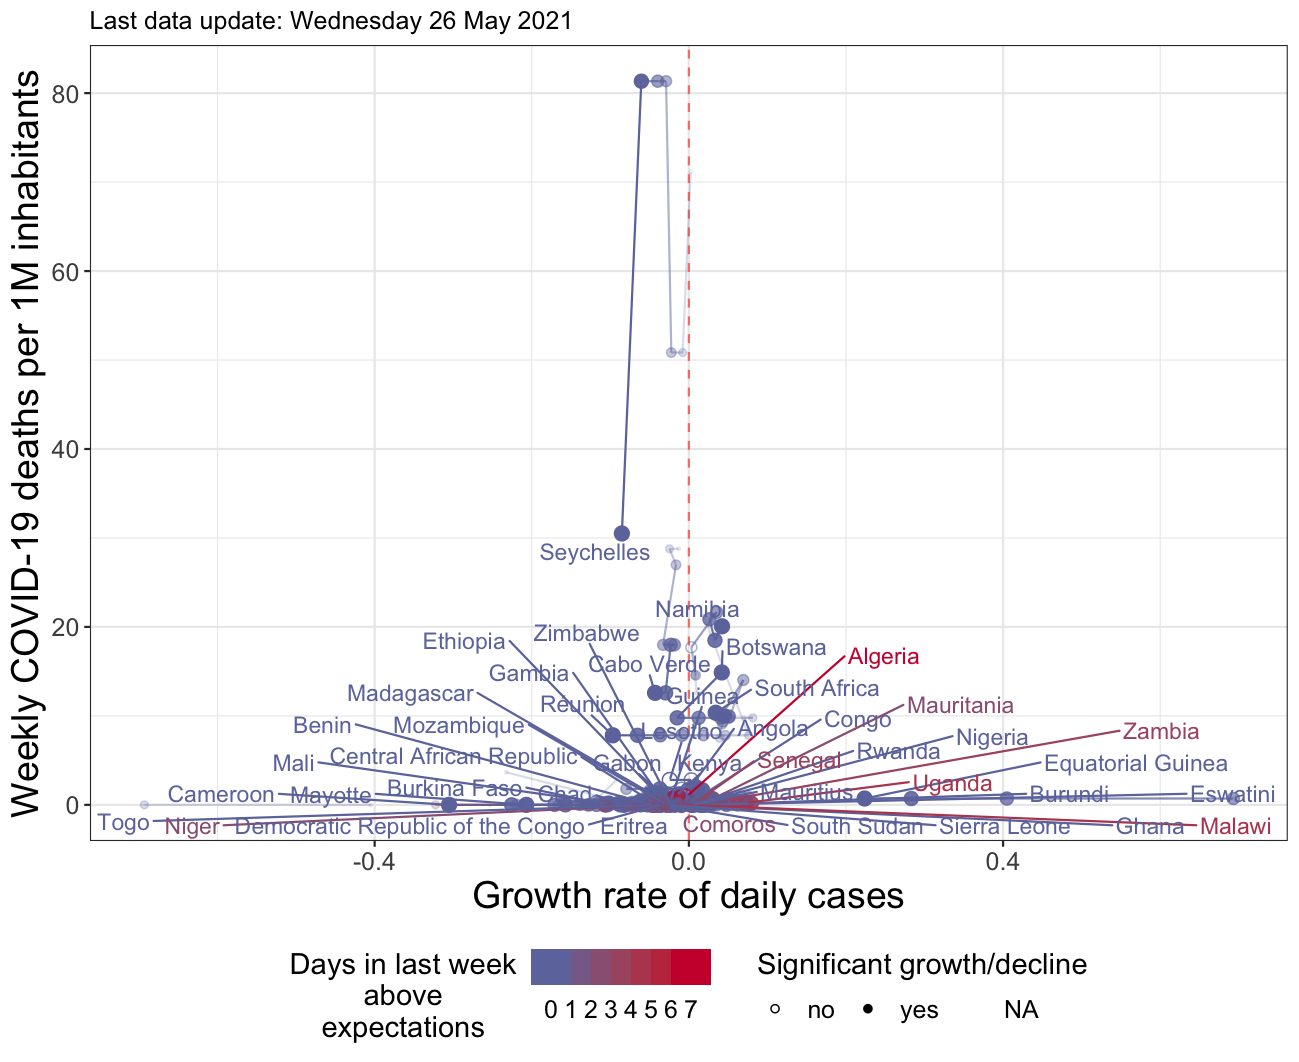 Last data update: Wednesday 26 May 2021
Weekly COVID-19 deaths per 1M inhabitants
80
60
40
20
0
Seychelles
Namibia
Zimbabwe
Ethiopia
Botswana
Algeria
Cabo Verde
Gambia
South Africa
Madagascar
Guinea
Réunion
Mauritania
Congo
Benin
Mozambique
Lesotho
Angola
Nigeria
Zambia
Rwanda
Central African Republic
Mali
Gabon
Kenya
Senegal
Equatorial Guinea
Uganda
Cameroon
Mayotte
Burkina Faso
Chad
Mauritius
Burundi
Eswatini
Togo
Niger
Democratic Republic of the Congo
Eritrea
Comoros
South Sudan
Sierra Leone
Ghana
Malawi
-0.4
0.0
0.4
Growth rate of daily cases
Days in last week
above
expectations
0 1 2 3 4 5 6 7
Significant growth/decline
no
yes
NA